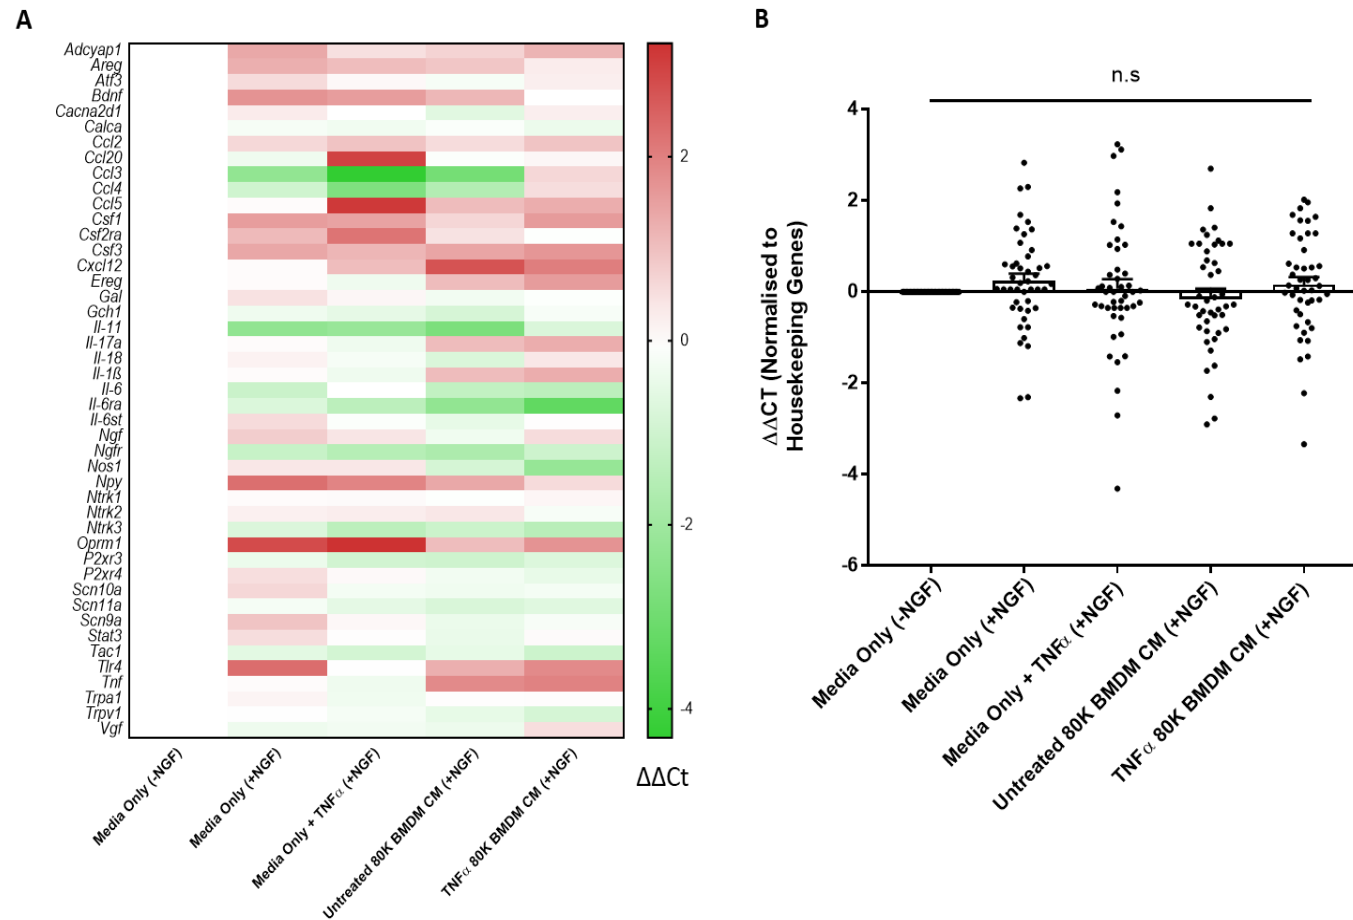 A
Adcyap1
Areg
Atf3
Bdnf
Cacna2d1
Calca
Ccl2
Ccl20
Ccl3
Ccl4
Ccl5
Csf1
Csf2ra
Csf3
Cxcl12
Ereg
Gal
Gch1
Il-11
Il-17a
Il-18
Il-1ß
Il-6
Il-6ra
Il-6st
Ngf
Ngfr
Nos1
Npy
Ntrk1
Ntrk2
Ntrk3
Oprm1
P2xr3
P2xr4
Scn10a
Scn11a
Scn9a
Stat3
Tac1
Tlr4
Tnf
Trpa1
Trpv1
Vgf
Media Only (-NGF)
Media Only (+NGF)
Media Only + TNFα (+NGF)
Untreated 80K BMDM CM (+NGF)
TNFα 80K BMDM CM (+NGF)
2
0
-2
-4
ΔΔCt
B
n.s
4
2
0
-2
-4
-6
ΔΔCT (Normalised to
Housekeeping Genes)
Media Only (-NGF)
Media Only (+NGF)
Media Only + TNFα (+NGF)
Untreated 80K BMDM CM (+NGF)
TNFα 80K BMDM CM (+NGF)